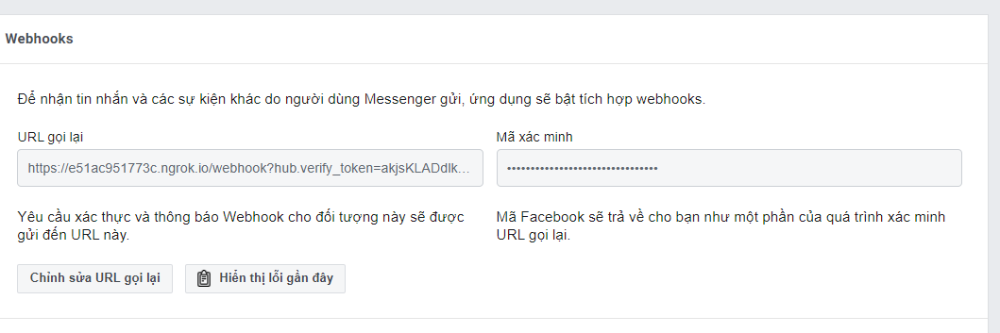 Webhooks
Để nhận tin nhắn và các sự kiện khác do người dùng Messenger gửi, ứng dụng sẽ bật tích hợp webhooks.
URL gọi lại
Mã xác minh
https://e51ac951773c.ngrok.io/webhook?hub.verify_token=akjsKLADdlk...
••••••••••••••••••••••••••••••••
Yêu cầu xác thực và thông báo Webhook cho đối tượng này sẽ được
gửi đến URL này.
Mã Facebook sẽ trả về cho bạn như một phần của quá trình xác minh
URL gọi lại.
Chỉnh sửa URL gọi lại
Hiển thị lỗi gần đây